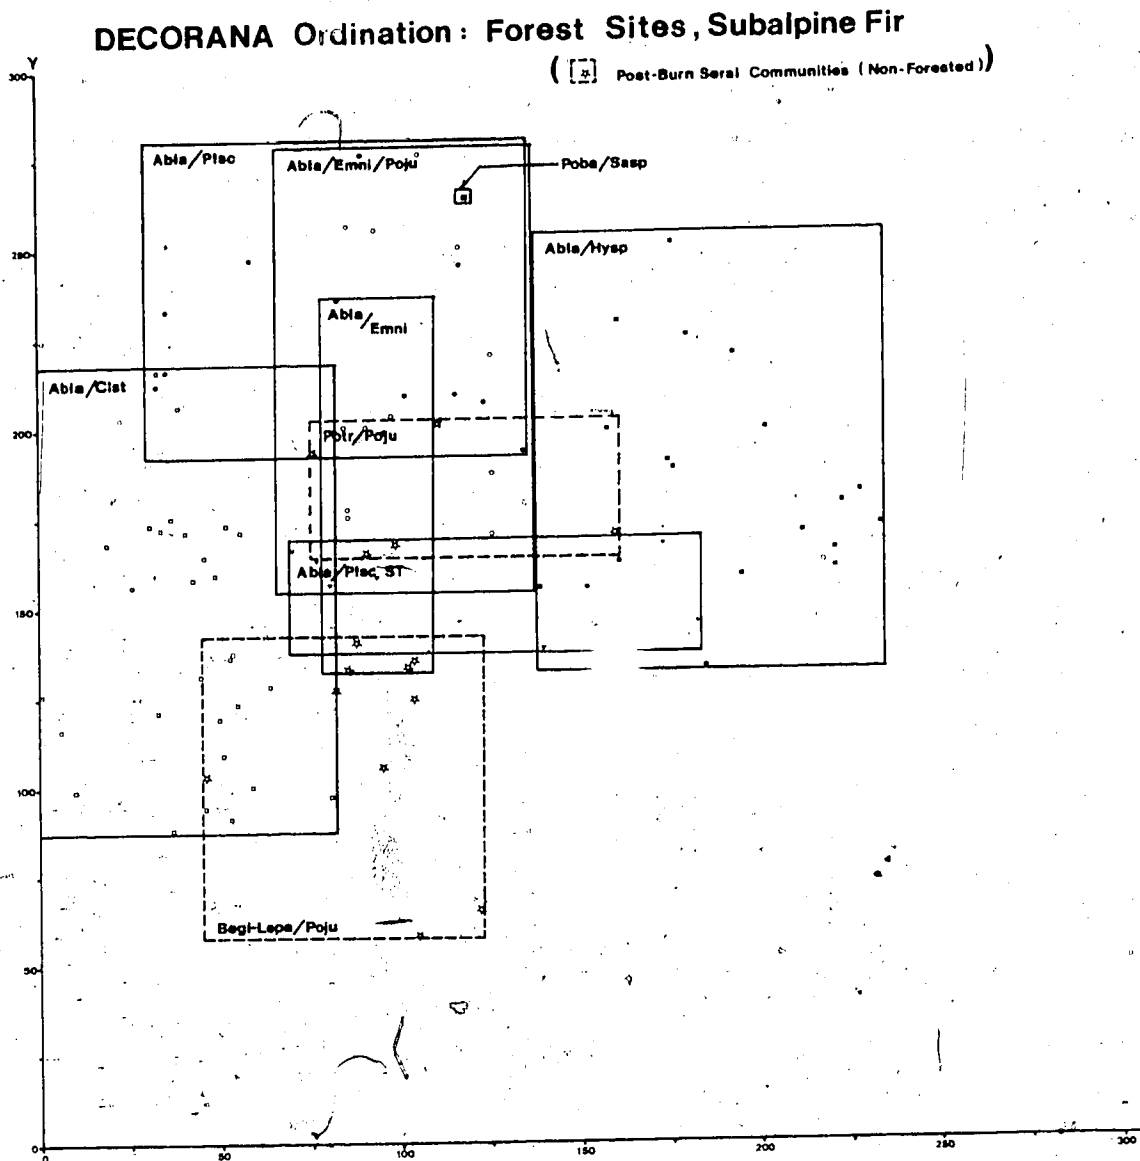 DECORANA Ordination: Forest Sites, Subalpine Fir
( Post-Burn Seral Communities (Non-Forested))
Y
300
250
200
150
100
50
0
Abla/Plsc
Abla/Emni/Poju
Poba/Sasp
Abla/Hysp
Abla/Emni
Abla/Clst
Potr/Poju
Abla/Plsc, ST
Begl-Lepa/Poju
0
50
100
150
200
250
300